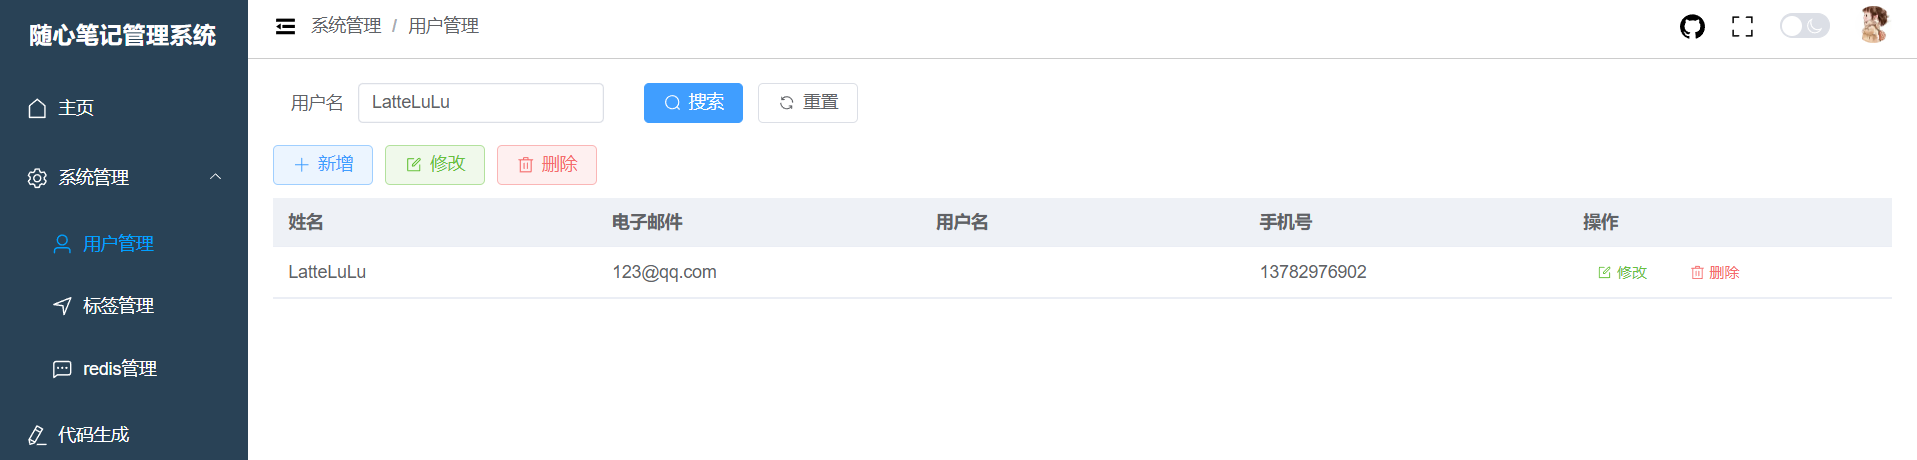 随心笔记管理系统
系统管理 / 用户管理
主页
系统管理
用户管理
标签管理
redis管理
代码生成
用户名 LatteLuLu 搜索 重置
新增 修改 删除
姓名 电子邮件 用户名 手机号 操作
LatteLuLu 123@qq.com 13782976902 修改 删除